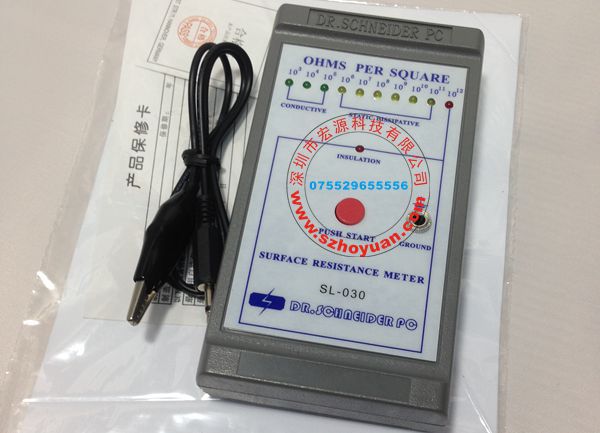 DR.SCHNEIDER PC
OHMS PER SQUARE
10³ 10⁴ 10⁵ 10⁶ 10⁷ 10⁸ 10⁹ 10¹⁰ 10¹¹ 10¹²
CONDUCTIVE STATIC DISSIPATIVE
INSULATION
深圳市宏源科技有限公司
075529655556
www.szhoyuan.com
PUSH START
GROUND
SURFACE RESISTANCE METER
SL-030
DR.SCHNEIDER PC
产品保修卡
合格